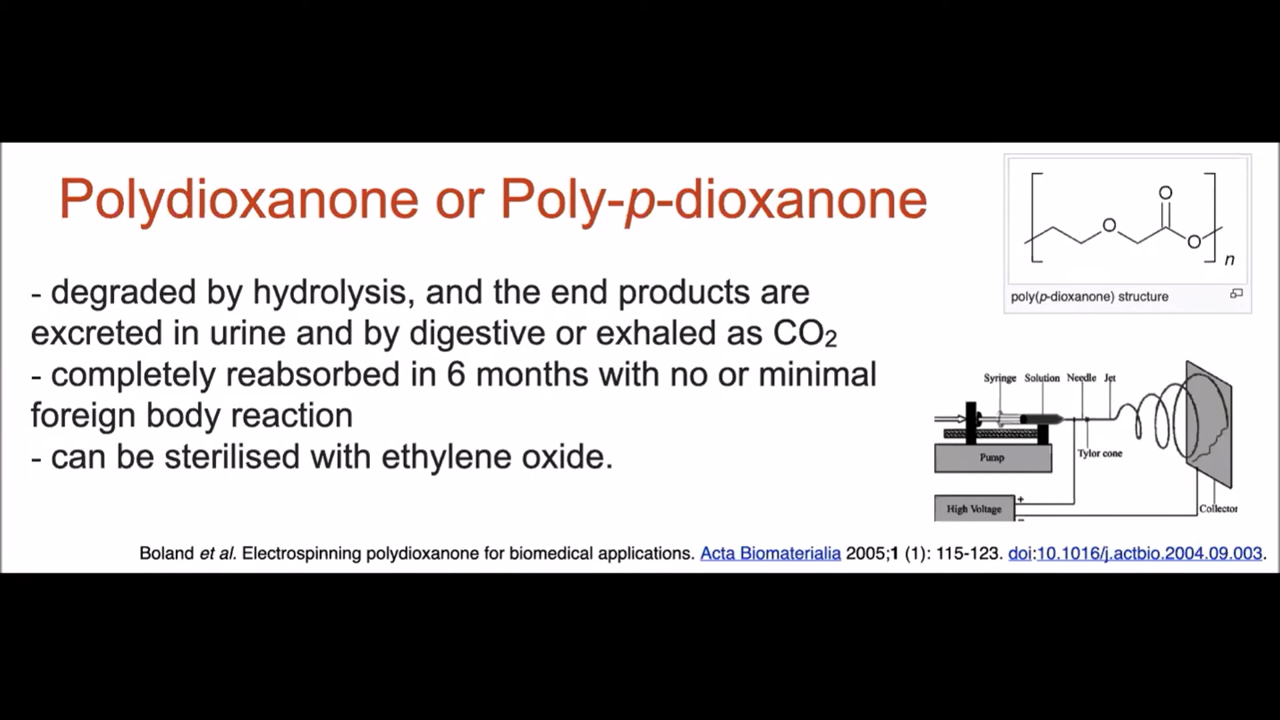 Polydioxanone or Poly-p-dioxanone
- degraded by hydrolysis, and the end products are
excreted in urine and by digestive or exhaled as CO2
- completely reabsorbed in 6 months with no or minimal
foreign body reaction
- can be sterilised with ethylene oxide.
O
O
O
n
poly(p-dioxanone) structure
Syringe Solution Needle Jet
Pump
Tylor cone
High Voltage
+
−
Collector
Boland et al. Electrospinning polydioxanone for biomedical applications. Acta Biomaterialia 2005;1 (1): 115-123. doi:10.1016/j.actbio.2004.09.003.